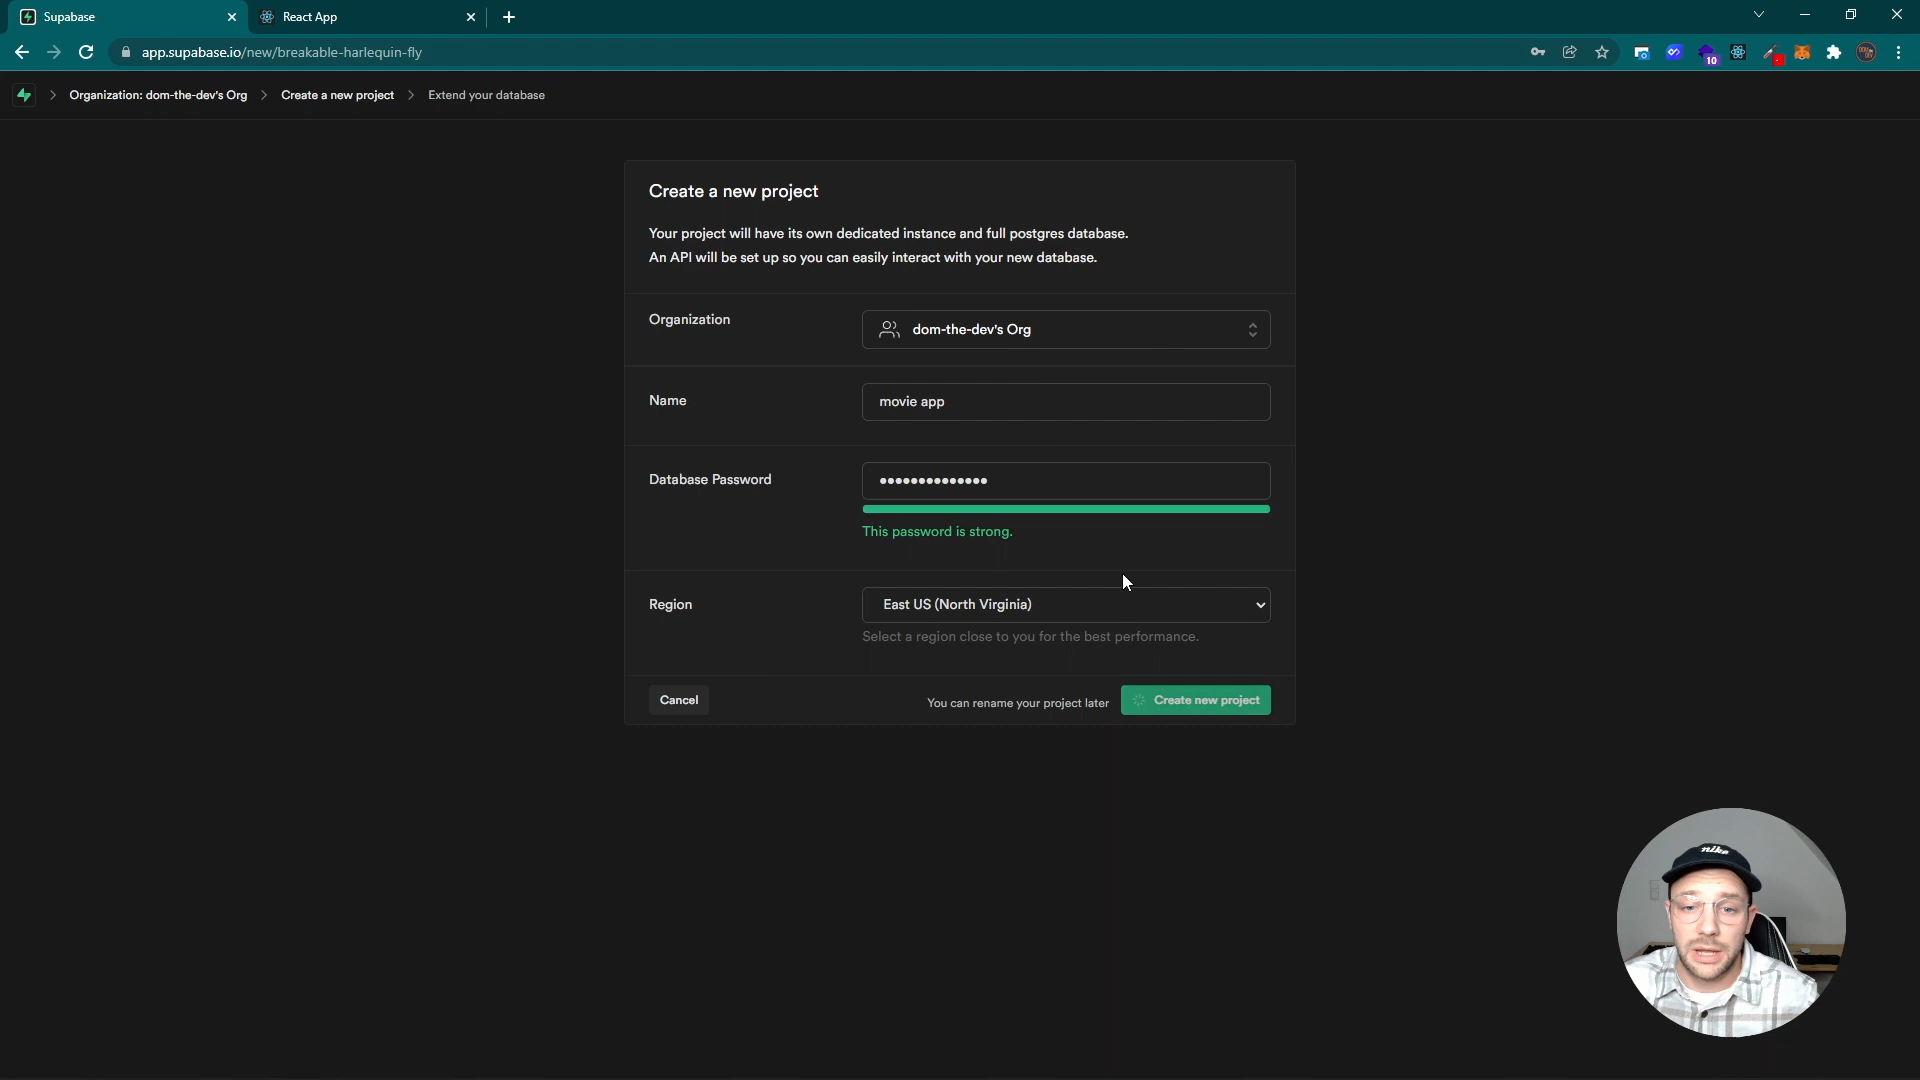 Supabase
React App
app.supabase.io/new/breakable-harlequin-fly
10
Organization: dom-the-dev's Org
Create a new project
Extend your database
Create a new project
Your project will have its own dedicated instance and full postgres database.
An API will be set up so you can easily interact with your new database.
Organization
dom-the-dev's Org
Name
movie app
Database Password
••••••••••••••
This password is strong.
Region
East US (North Virginia)
Select a region close to you for the best performance.
Cancel
You can rename your project later
Create new project
nike